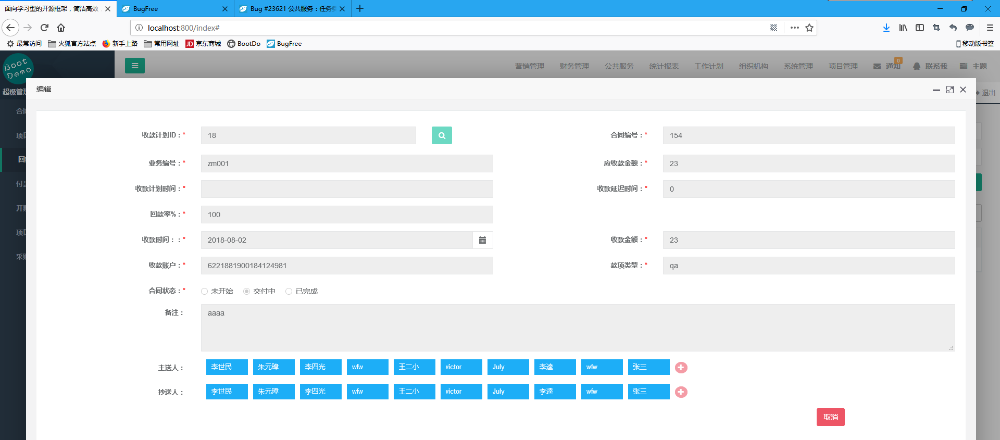 面向学习型的开源框架，简洁高效
BugFree
Bug #23621 公共服务：任务
localhost:800/index#
最常访问
火狐官方站点
新手上路
常用网址
JD 京东商城
BootDo
BugFree
移动版书签
Boot
Demo
营销管理
财务管理
公共服务
统计报表
工作计划
组织机构
系统管理
项目管理
通知
0
联系我
主题
超级管
编辑
退出
合
项
回
付
开
项
采
收款计划ID：*
18
合同编号：*
154
业务编号：*
zm001
应收款金额：*
23
收款计划时间：*
收款延迟时间：*
0
回款率%：*
100
收款时间：：*
2018-08-02
收款金额：*
23
收款账户：*
6221881900184124981
款项类型：*
qa
合同状态：*
未开始
交付中
已完成
备注：
aaaa
主送人：
李世民 朱元璋 李四光 wfw 王二小 victor July 李逵 wfw 张三
抄送人：
李世民 朱元璋 李四光 wfw 王二小 victor July 李逵 wfw 张三
取消